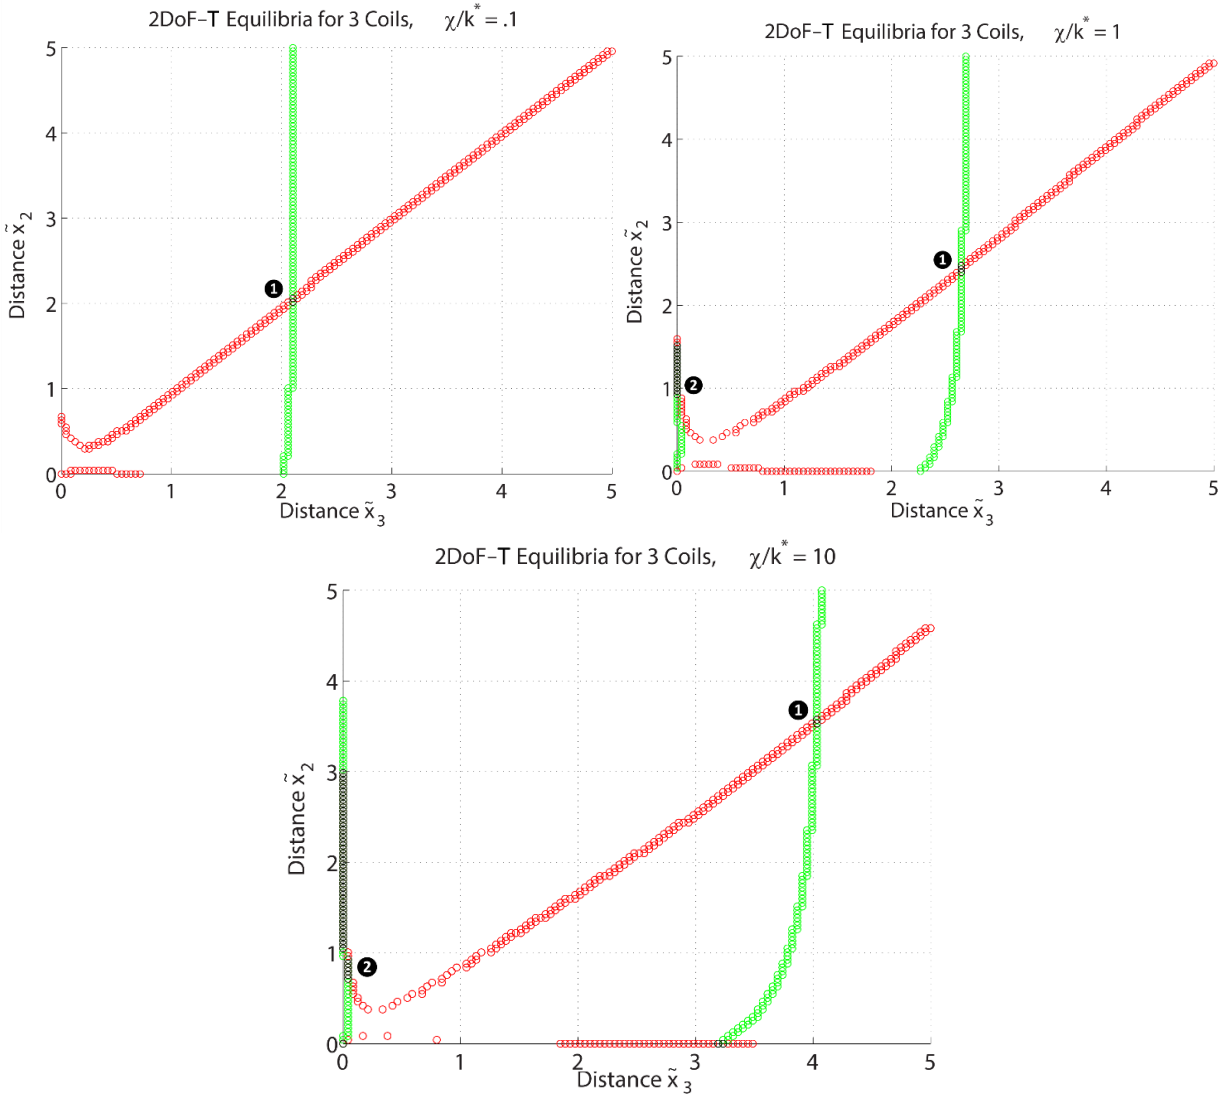 2DoF–T Equilibria for 3 Coils, χ/k* = .1
5
4
3
2
1
0
0 1 2 3 4 5
Distance x̃2
Distance x̃3
1
2DoF–T Equilibria for 3 Coils, χ/k* = 1
5
4
3
2
1
0
0 1 2 3 4 5
Distance x̃2
Distance x̃3
1
2
2DoF–T Equilibria for 3 Coils, χ/k* = 10
5
4
3
2
1
0
0 1 2 3 4 5
Distance x̃2
Distance x̃3
1
2